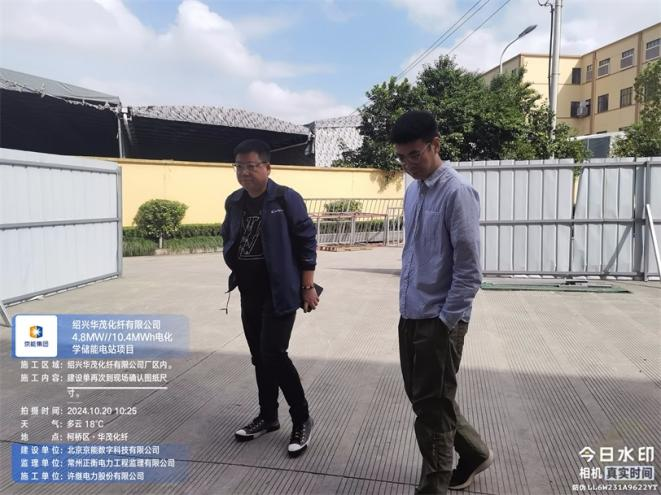 京能集团
绍兴华茂化纤有限公司
4.8MW//10.4MWh电化
学储能电站项目
施工区域：绍兴华茂化纤有限公司厂区内。
施工内容：建设单再次到现场确认图纸尺
寸。
拍摄时间：2024.10.20 10:25
天 气：多云 18℃
地 点：柯桥区·华茂化纤
建设单位：北京京能数字科技有限公司
监理单位：常州正衡电力工程监理有限公司
施工单位：许继电力股份有限公司
今日水印
相机 真实时间
防伪 LL6W231A9622YT